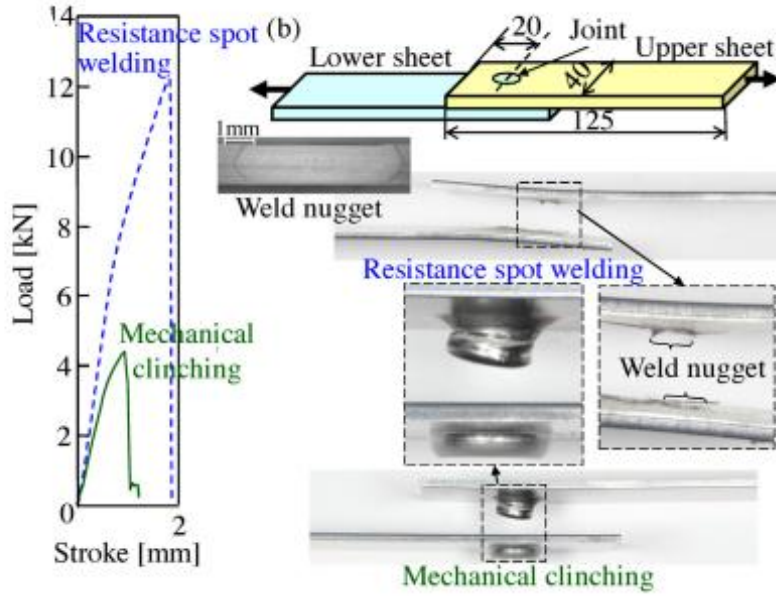 14
12
10
8
6
4
2
0
2
Load [kN]
Stroke [mm]
Resistance spot
welding
Mechanical
clinching
(b)
20
Joint
Lower sheet
Upper sheet
40
125
1mm
Weld nugget
Resistance spot welding
Weld nugget
Mechanical clinching